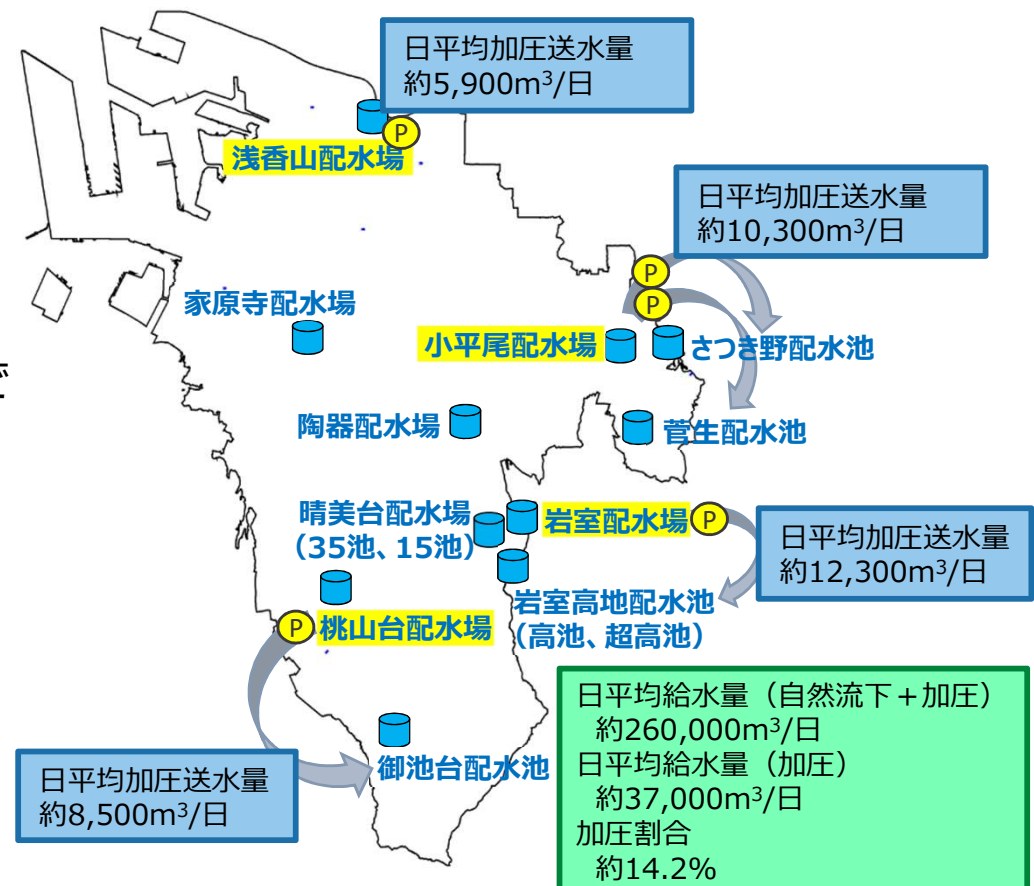 日平均加圧送水量
約5,900m³/日
P
浅香山配水場
日平均加圧送水量
約10,300m³/日
P
P
家原寺配水場
小平尾配水場
さつき野配水池
陶器配水場
菅生配水池
晴美台配水場
(35池、15池)
岩室配水場
P
日平均加圧送水量
約12,300m³/日
岩室高地配水池
(高池、超高池)
P
桃山台配水場
御池台配水池
日平均加圧送水量
約8,500m³/日
日平均給水量(自然流下+加圧)
約260,000m³/日
日平均給水量(加圧)
約37,000m³/日
加圧割合
約14.2%